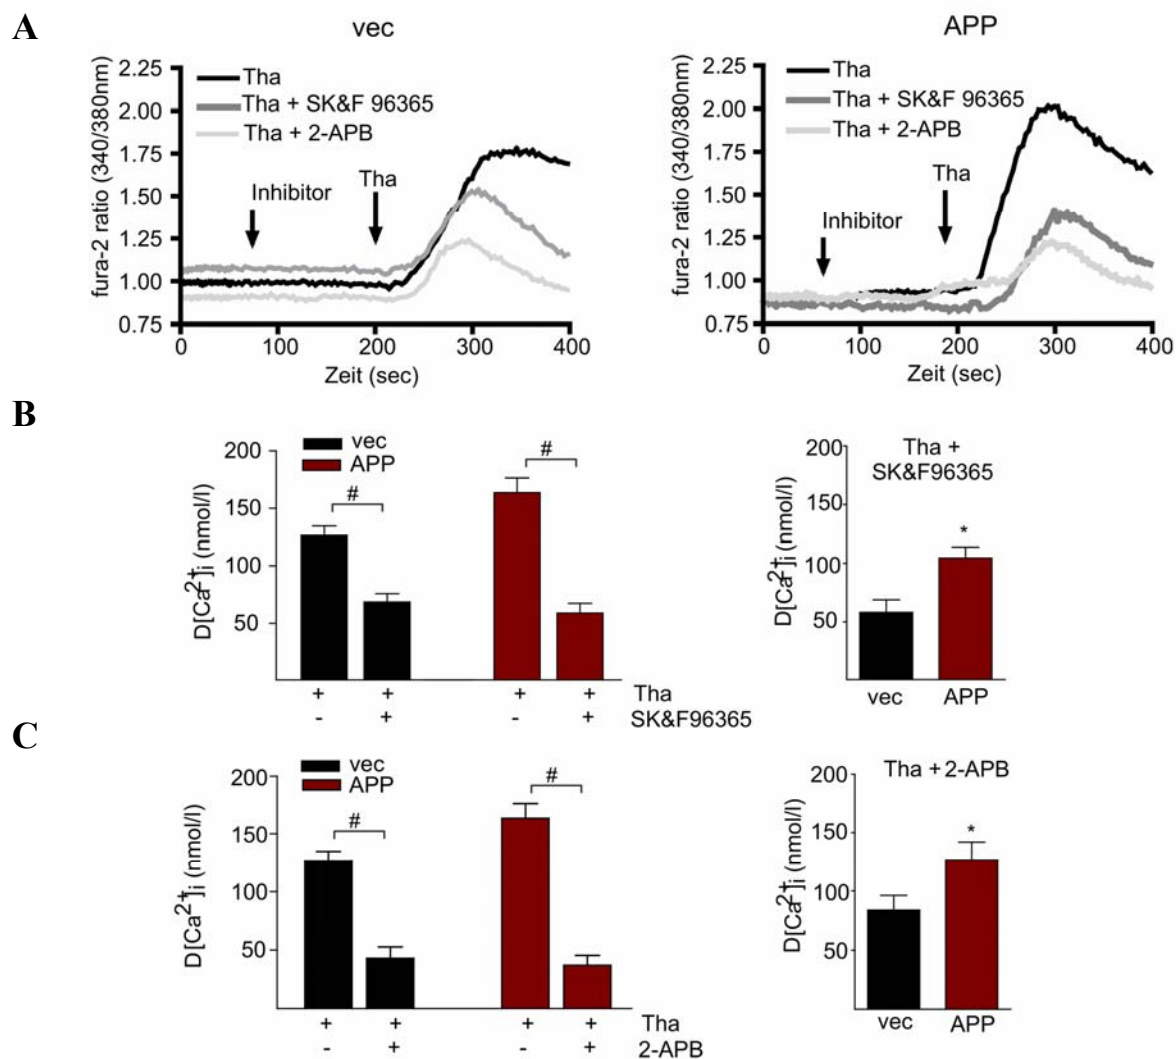 A
vec
APP
fura-2 ratio (340/380nm)
2.25
2.00
1.75
1.50
1.25
1.00
0.75
Tha
Tha + SK&F 96365
Tha + 2-APB
Inhibitor
Tha
0
100
200
300
400
Zeit (sec)
fura-2 ratio (340/380nm)
2.25
2.00
1.75
1.50
1.25
1.00
0.75
Tha
Tha + SK&F 96365
Tha + 2-APB
Inhibitor
Tha
0
100
200
300
400
Zeit (sec)
B
D[Ca2+]i (nmol/l)
200
150
100
50
vec
APP
#
#
+ + + + Tha
- + - + SK&F96365
D[Ca2+]i (nmol/l)
200
150
100
50
Tha +
SK&F96365
*
vec APP
C
D[Ca2+]i (nmol/l)
200
150
100
50
vec
APP
#
#
+ + + + Tha
- + - + 2-APB
D[Ca2+]i (nmol/l)
200
150
100
50
Tha + 2-APB
*
vec APP